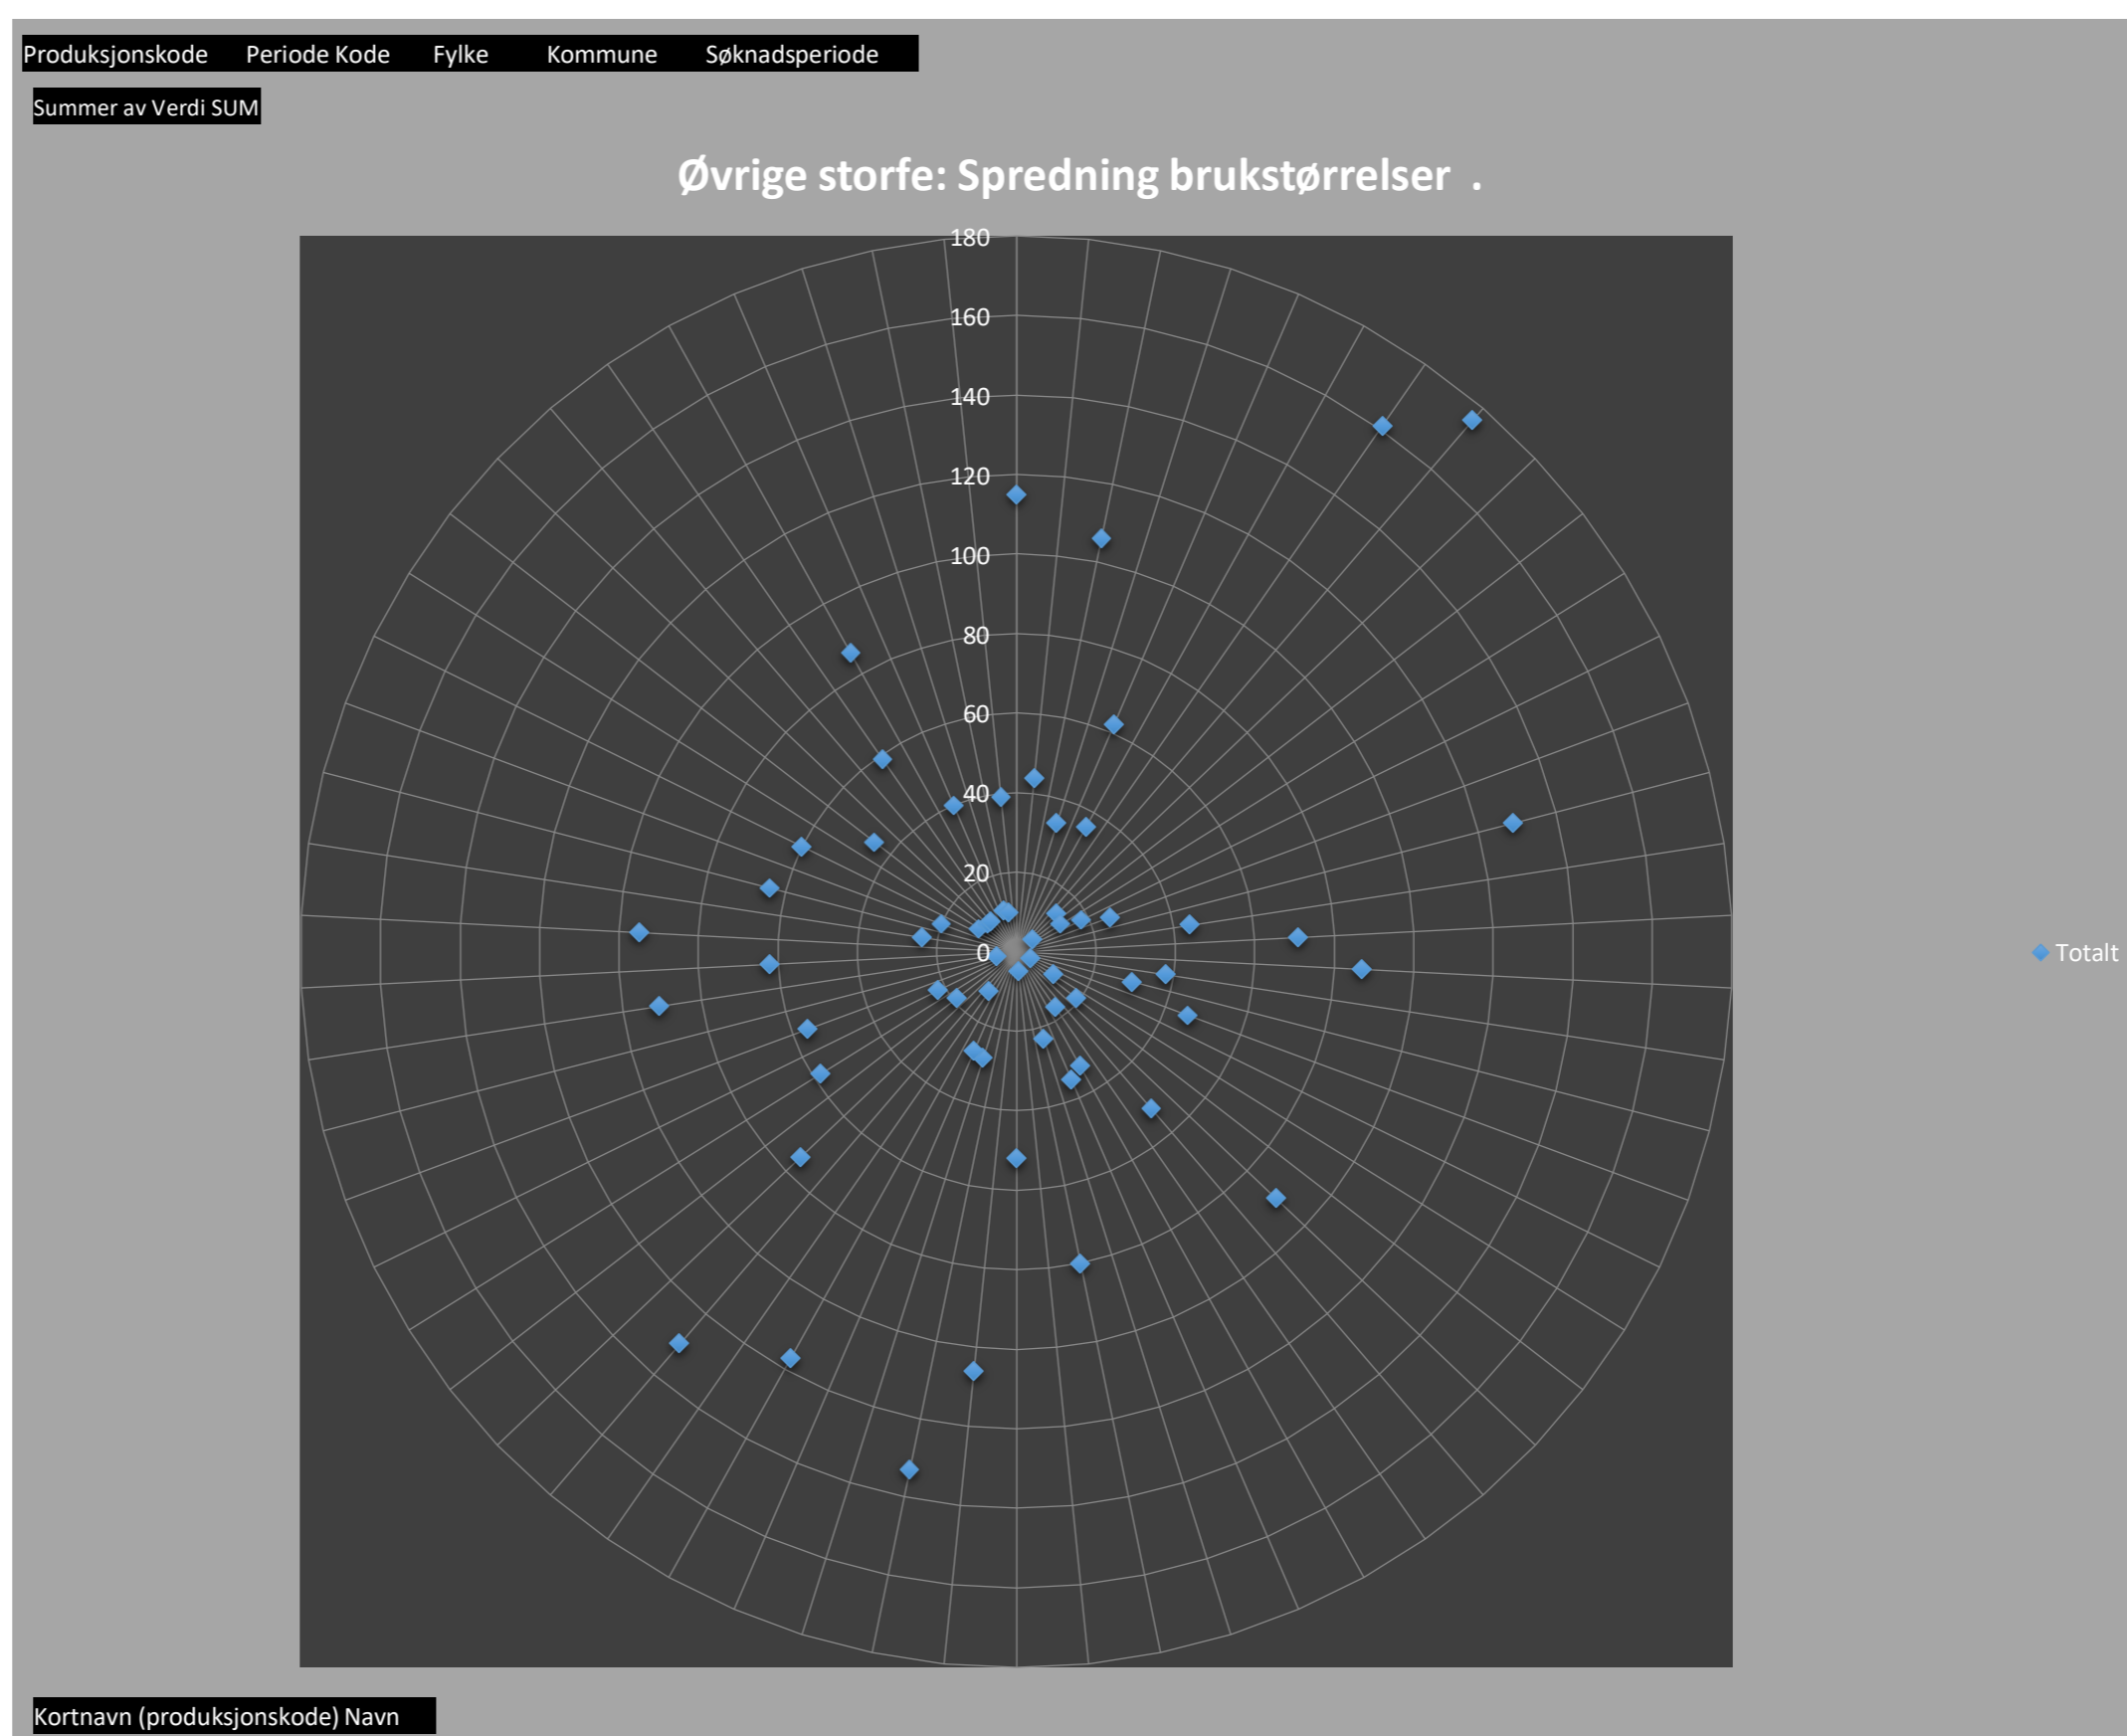 Produksjonskode Periode Kode Fylke Kommune Søknadsperiode
Summer av Verdi SUM
Øvrige storfe: Spredning brukstørrelser .
180
160
140
120
100
80
60
40
20
0
Totalt
Kortnavn (produksjonskode) Navn